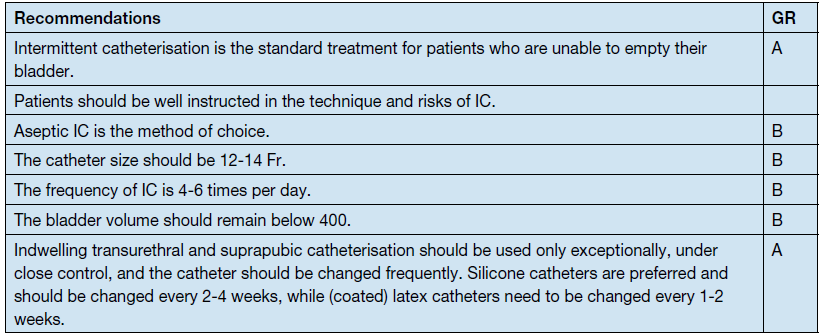 Recommendations GR
Intermittent catheterisation is the standard treatment for patients who are unable to empty their A
bladder.
Patients should be well instructed in the technique and risks of IC.
Aseptic IC is the method of choice. B
The catheter size should be 12-14 Fr. B
The frequency of IC is 4-6 times per day. B
The bladder volume should remain below 400. B
Indwelling transurethral and suprapubic catheterisation should be used only exceptionally, under A
close control, and the catheter should be changed frequently. Silicone catheters are preferred and
should be changed every 2-4 weeks, while (coated) latex catheters need to be changed every 1-2
weeks.